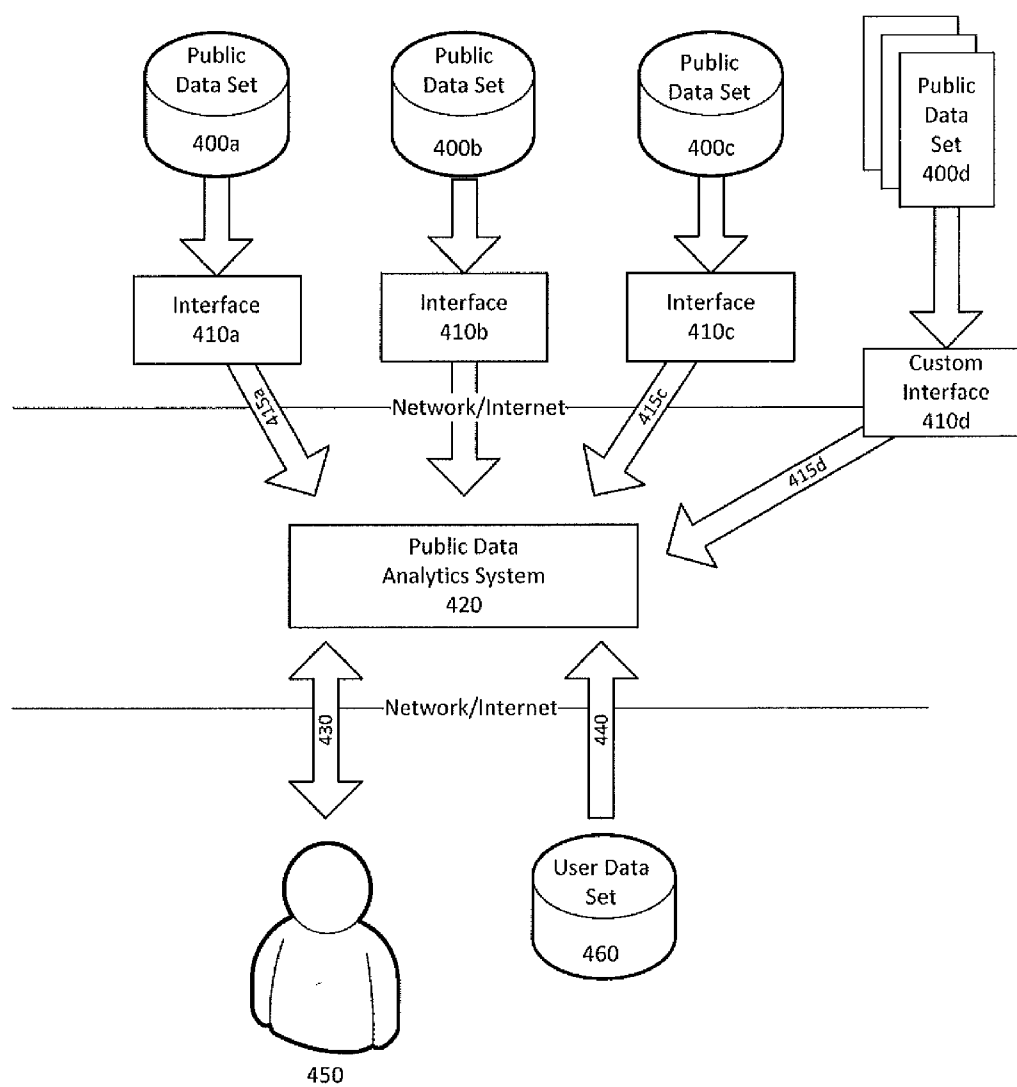 Public
Data Set
400a
Public
Data Set
400b
Public
Data Set
400c
Public
Data
Set
400d
Interface
410a
Interface
410b
Interface
410c
Custom
Interface
410d
415a
Network/Internet
415c
415d
Public Data
Analytics System
420
Network/Internet
430
440
User Data
Set
460
450